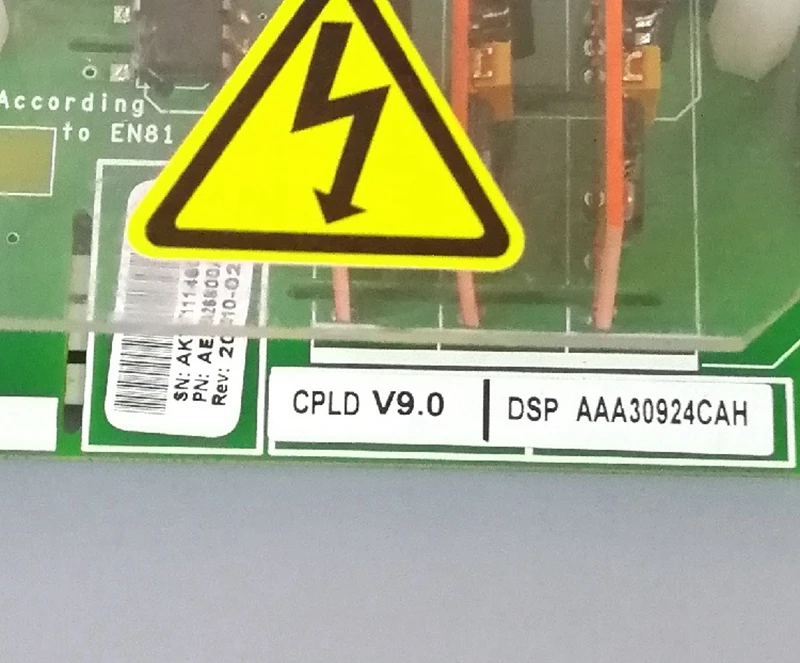 According
to EN81
SN: AK
PN: AE
Rev: 20
CPLD V9.0
DSP AAA30924CAH